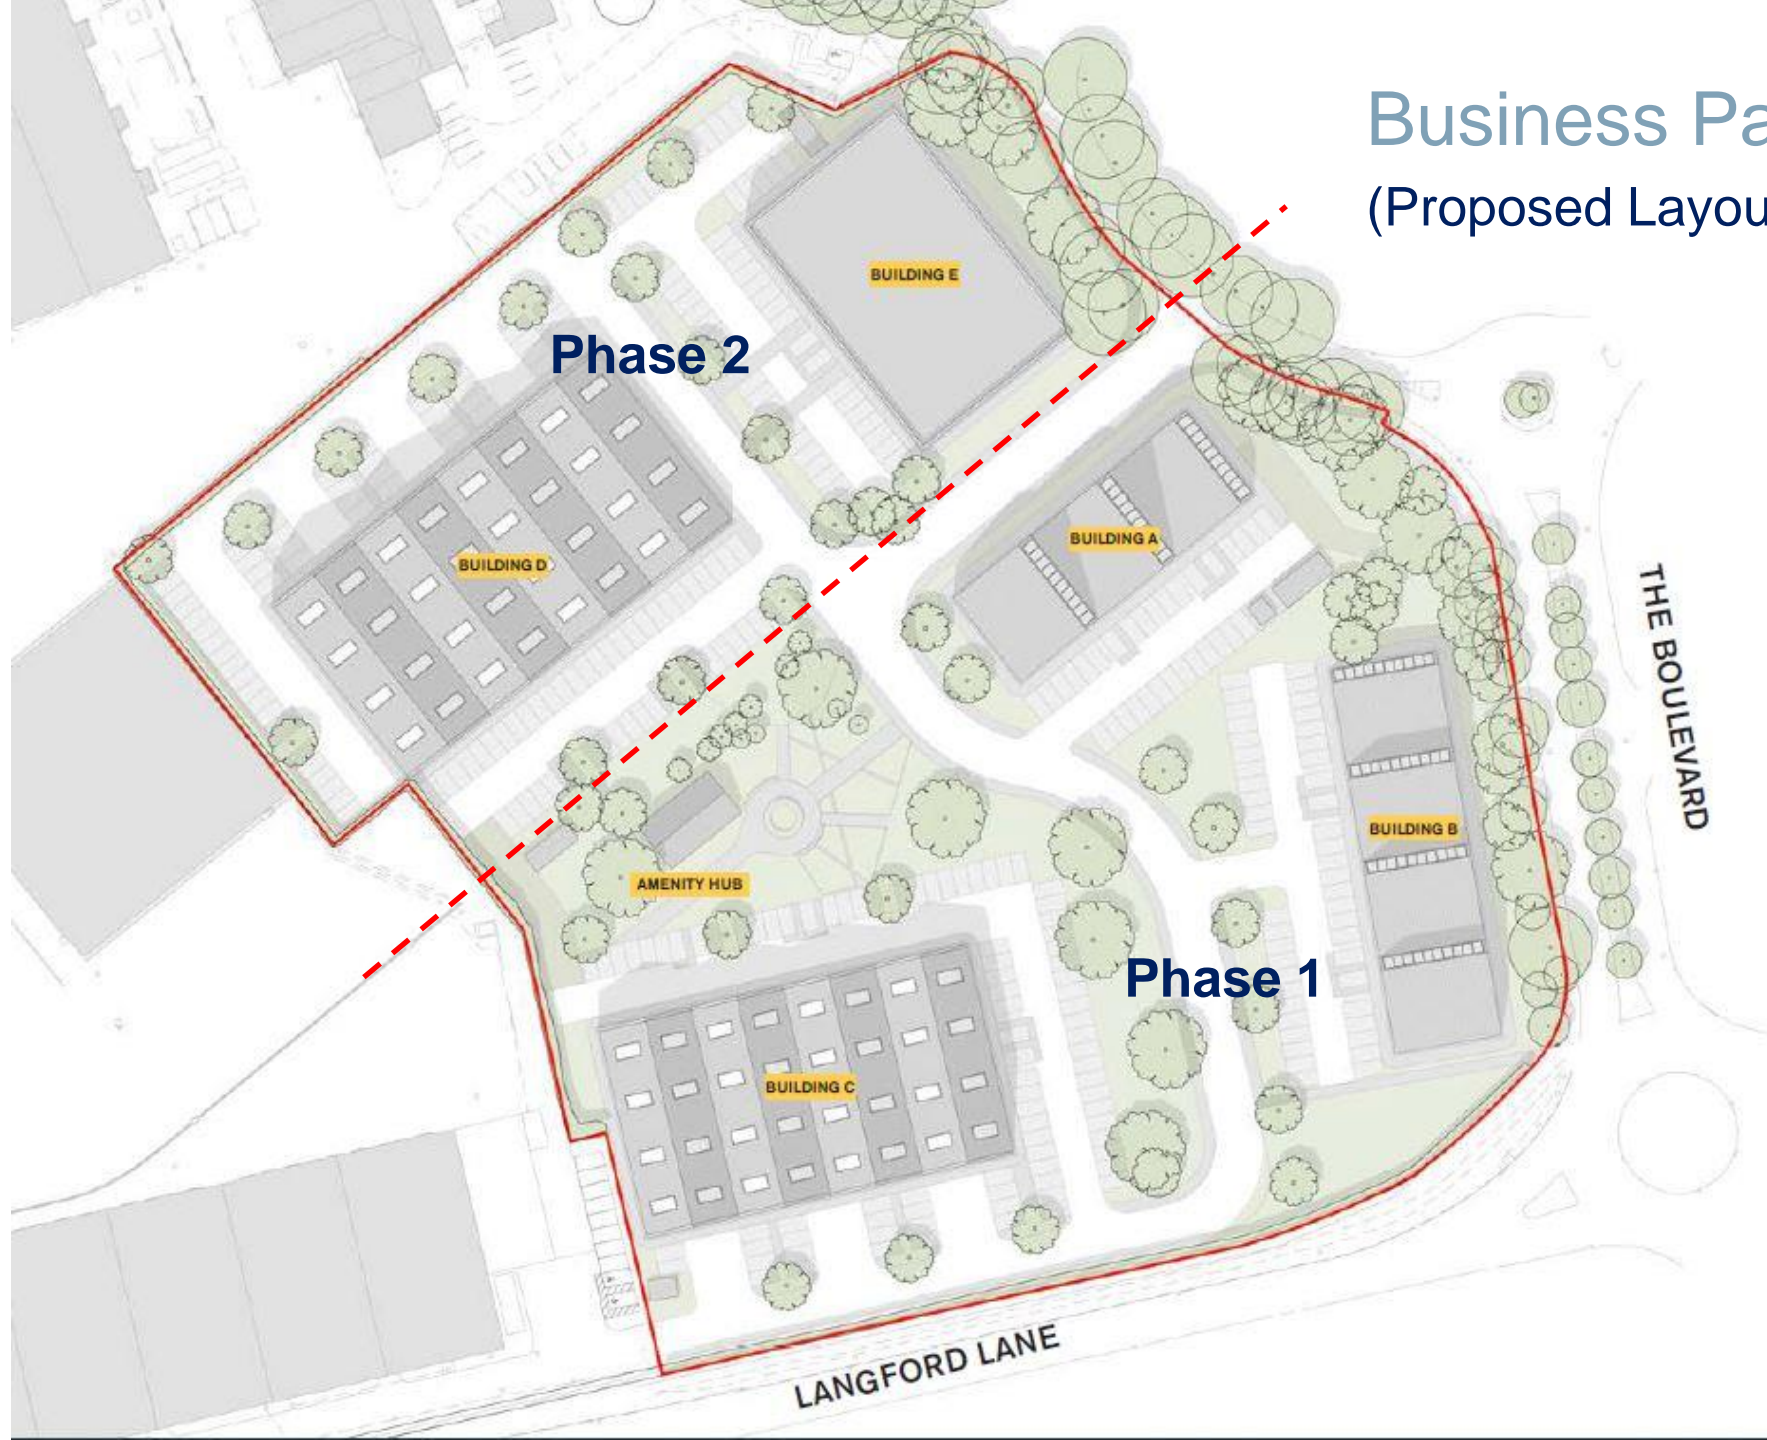 Business Pa
(Proposed Layou
BUILDING E
Phase 2
BUILDING A
BUILDING D
THE BOULEVARD
BUILDING B
AMENITY HUB
Phase 1
BUILDING C
LANGFORD LANE